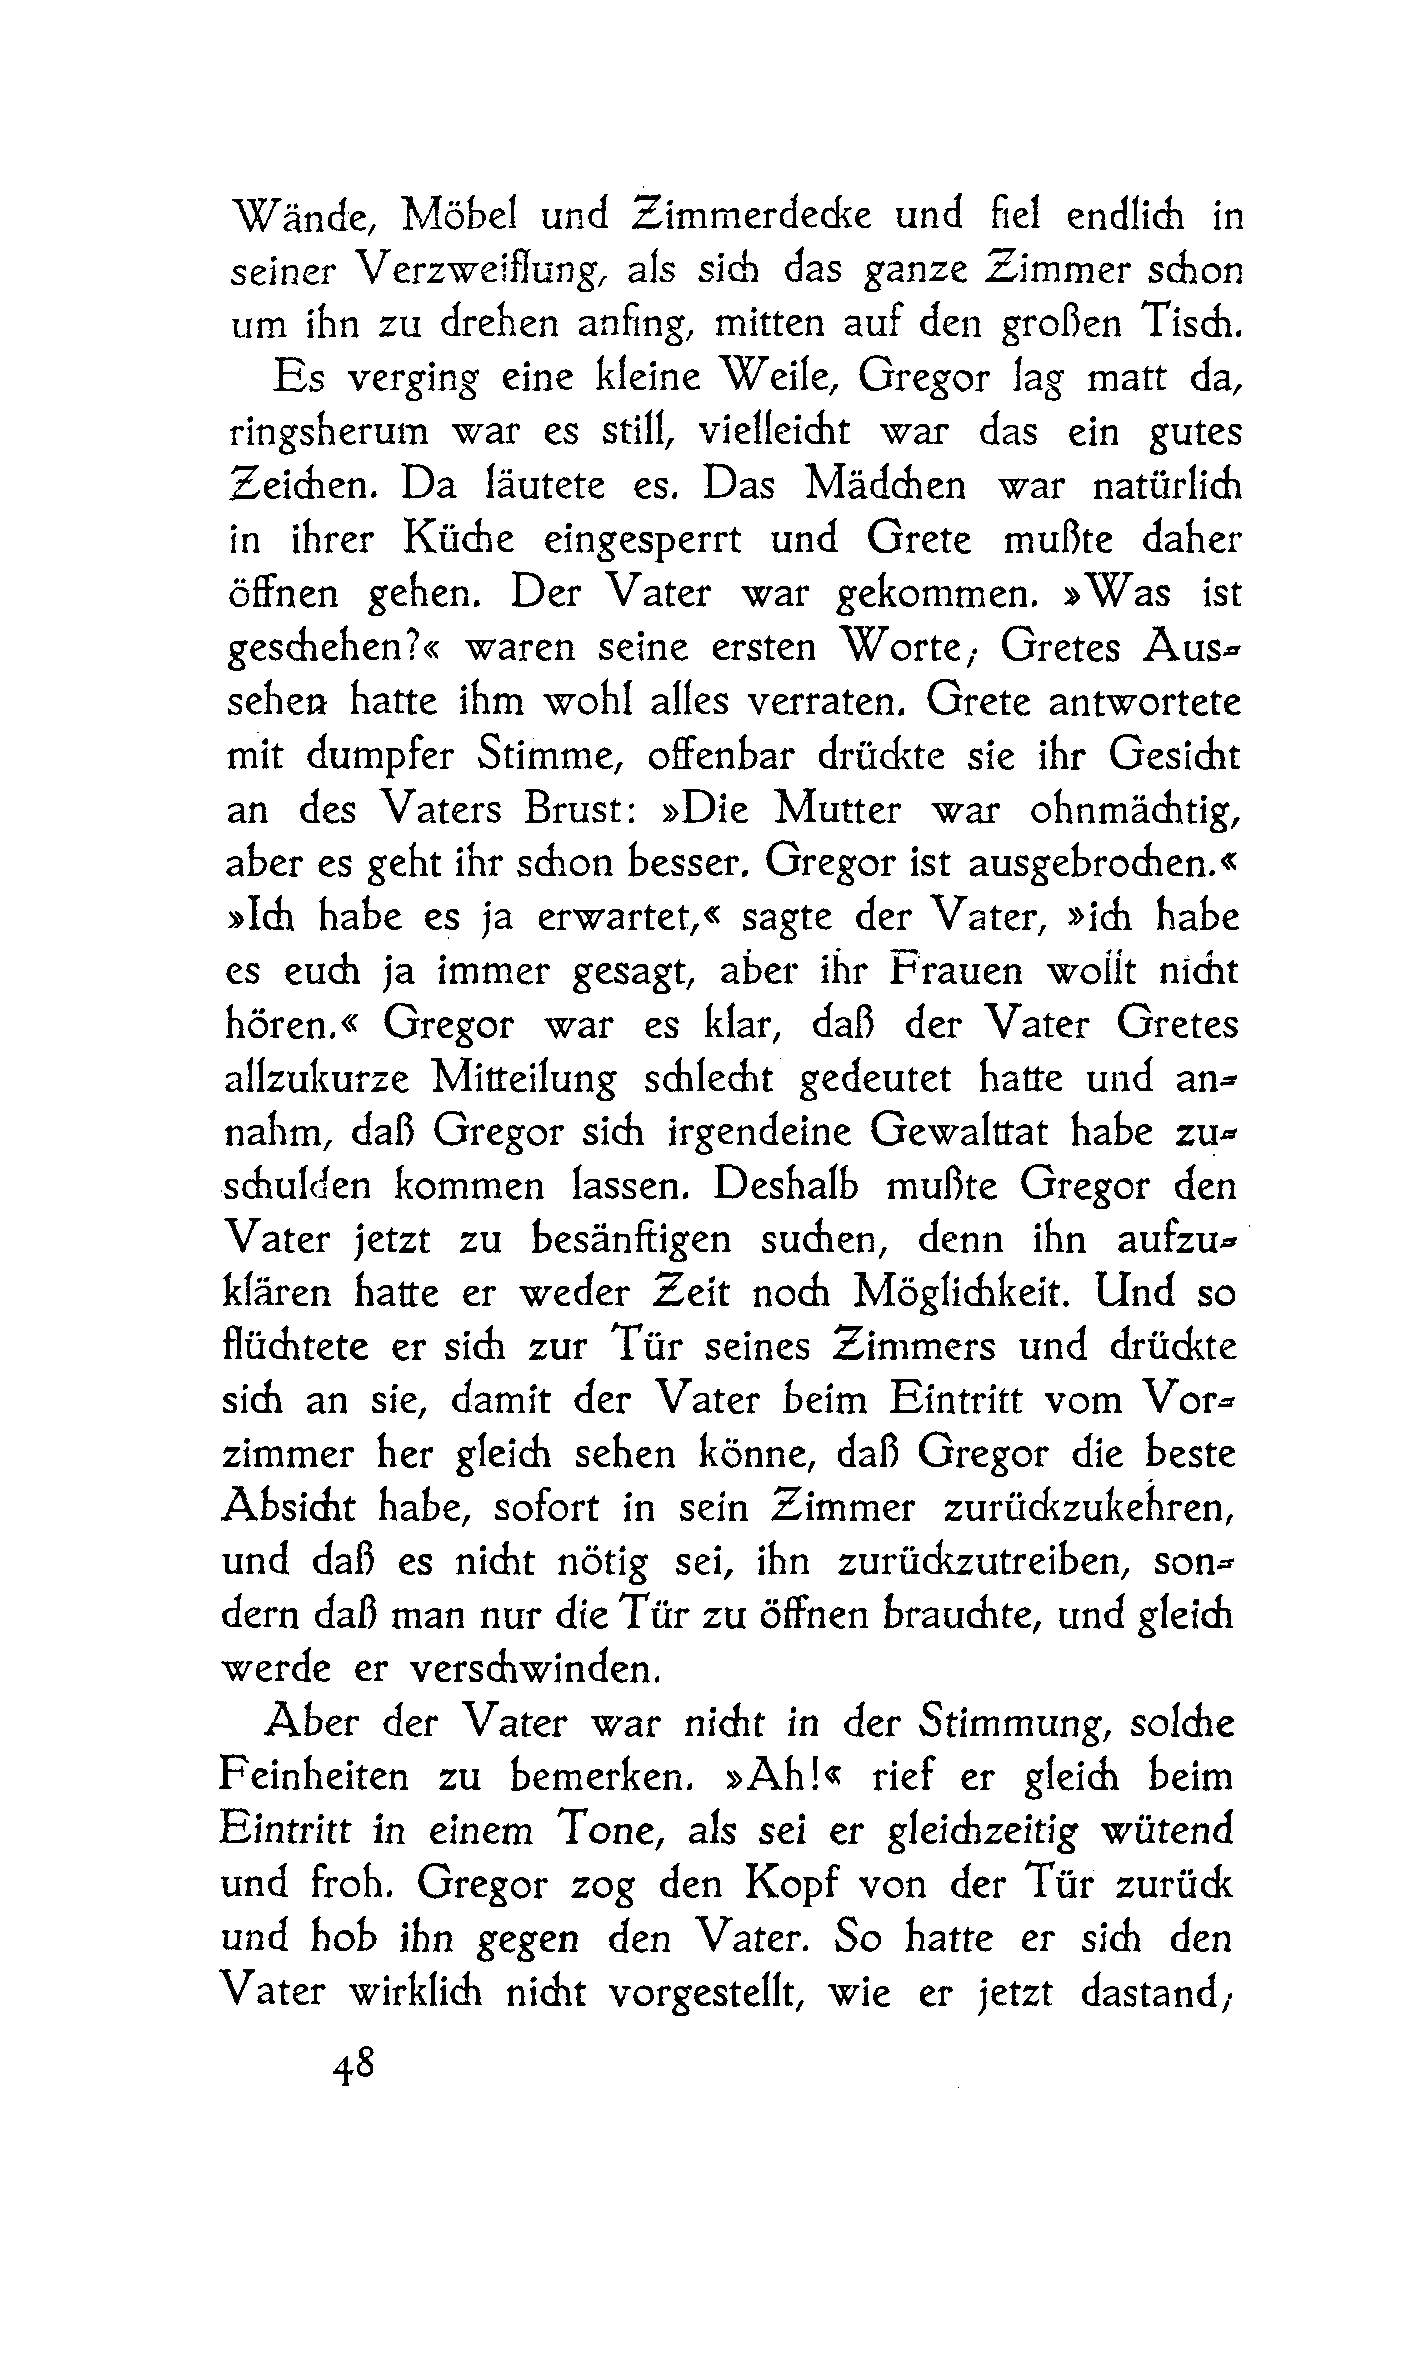 Wände, Möbel und Zimmerdecke und fiel endlich in
seiner Verzweiflung, als sich das ganze Zimmer schon
um ihn zu drehen anfing, mitten auf den großen Tisch.
Es verging eine kleine Weile, Gregor lag matt da,
ringsherum war es still, vielleicht war das ein gutes
Zeichen. Da läutete es. Das Mädchen war natürlich
in ihrer Küche eingesperrt und Grete mußte daher
öffnen gehen. Der Vater war gekommen. »Was ist
geschehen?« waren seine ersten Worte; Gretes Aus-
sehen hatte ihm wohl alles verraten. Grete antwortete
mit dumpfer Stimme, offenbar drückte sie ihr Gesicht
an des Vaters Brust: »Die Mutter war ohnmächtig,
aber es geht ihr schon besser. Gregor ist ausgebrochen.«
»Ich habe es ja erwartet,« sagte der Vater, »ich habe
es euch ja immer gesagt, aber ihr Frauen wollt nicht
hören.« Gregor war es klar, daß der Vater Gretes
allzukurze Mitteilung schlecht gedeutet hatte und an-
nahm, daß Gregor sich irgendeine Gewalttat habe zu-
schulden kommen lassen. Deshalb mußte Gregor den
Vater jetzt zu besänftigen suchen, denn ihn aufzu-
klären hatte er weder Zeit noch Möglichkeit. Und so
flüchtete er sich zur Tür seines Zimmers und drückte
sich an sie, damit der Vater beim Eintritt vom Vor-
zimmer her gleich sehen könne, daß Gregor die beste
Absicht habe, sofort in sein Zimmer zurückzukehren,
und daß es nicht nötig sei, ihn zurückzutreiben, son-
dern daß man nur die Tür zu öffnen brauchte, und gleich
werde er verschwinden.
Aber der Vater war nicht in der Stimmung, solche
Feinheiten zu bemerken. »Ah!« rief er gleich beim
Eintritt in einem Tone, als sei er gleichzeitig wütend
und froh. Gregor zog den Kopf von der Tür zurück
und hob ihn gegen den Vater. So hatte er sich den
Vater wirklich nicht vorgestellt, wie er jetzt dastand;
48